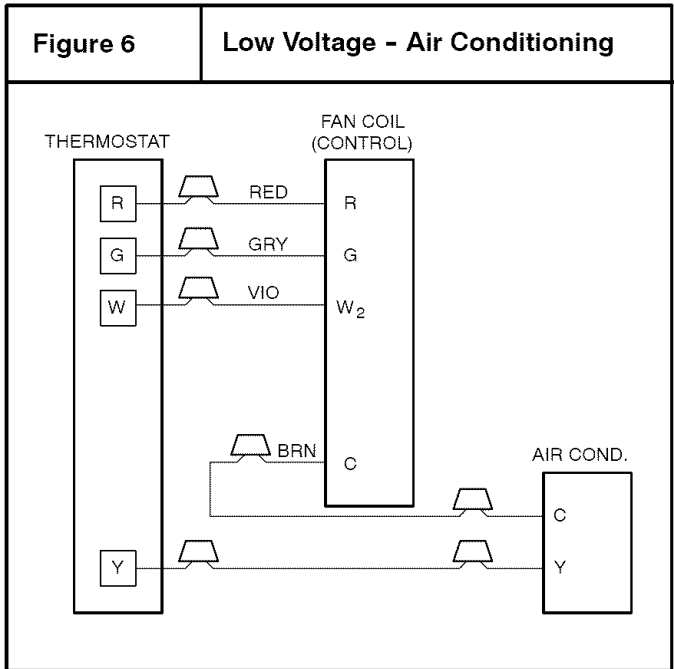 Figure 6
Low Voltage - Air Conditioning
THERMOSTAT
FAN COIL
(CONTROL)
R
RED
R
G
GRY
G
W
VIO
W2
BRN
C
AIR COND.
C
Y
Y